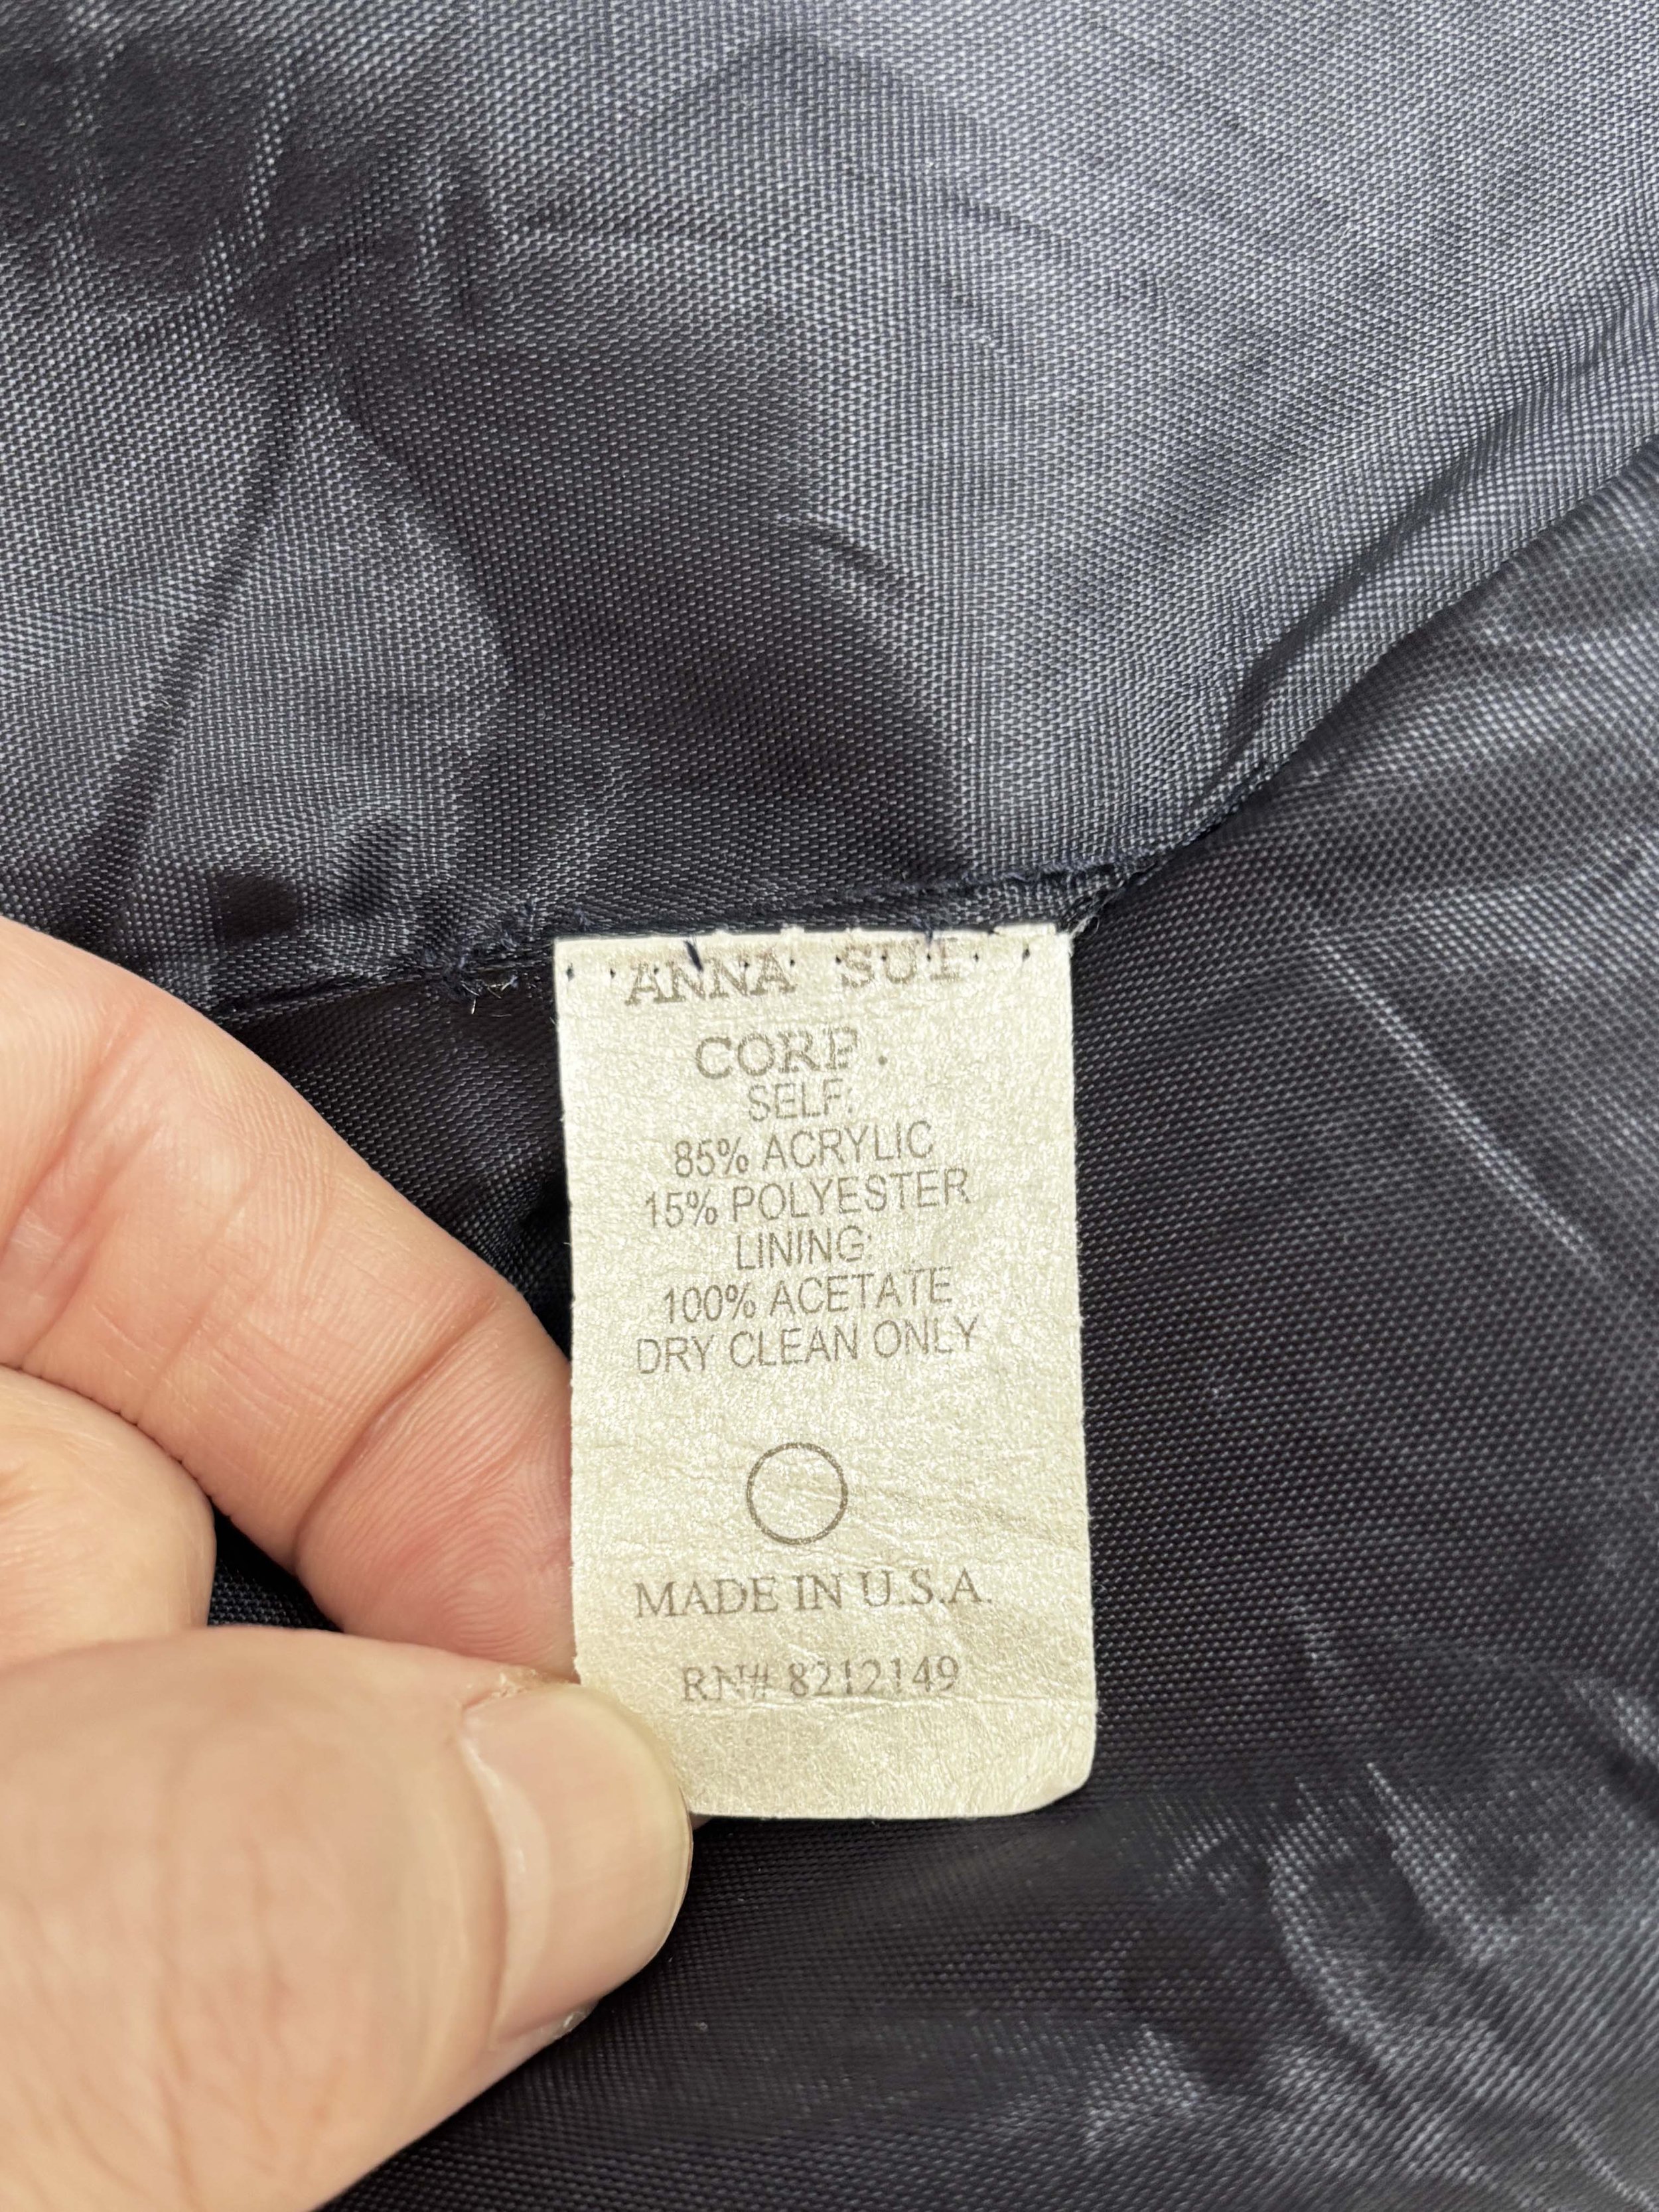 ANNA SUI
CORP.
SELF:
85% ACRYLIC
15% POLYESTER
LINING:
100% ACETATE
DRY CLEAN ONLY
MADE IN U.S.A.
RN# 8212149